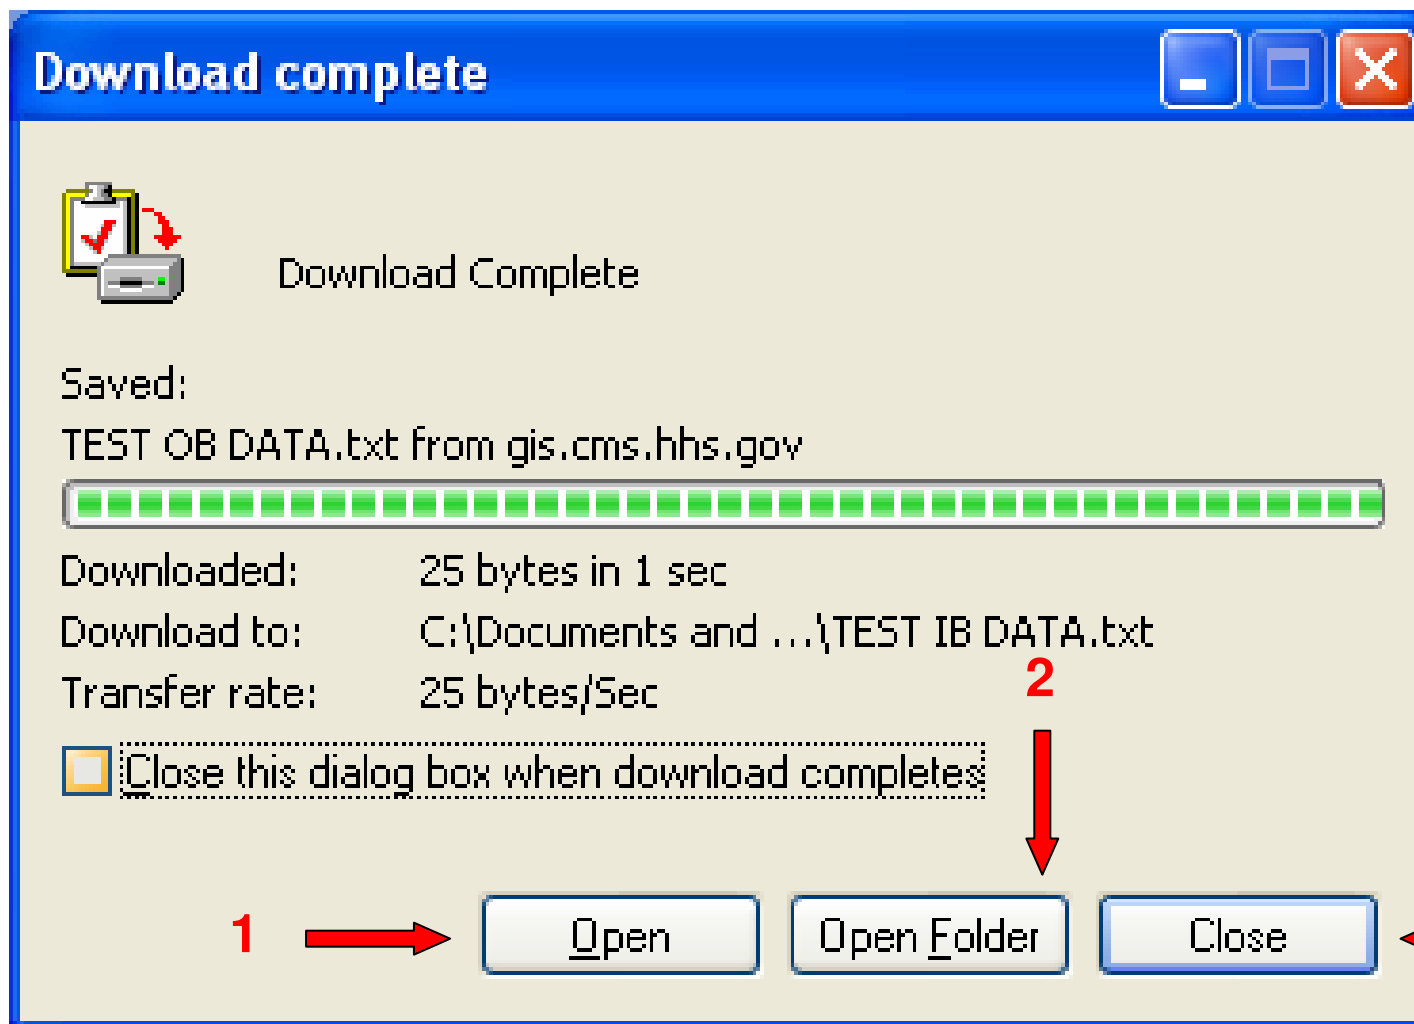 Download complete
Download Complete
Saved:
TEST OB DATA.txt from gis.cms.hhs.gov
Downloaded: 25 bytes in 1 sec
Download to: C:\Documents and ...\TEST IB DATA.txt
Transfer rate: 25 bytes/Sec
2
Close this dialog box when download completes
1 Open Open Folder Close